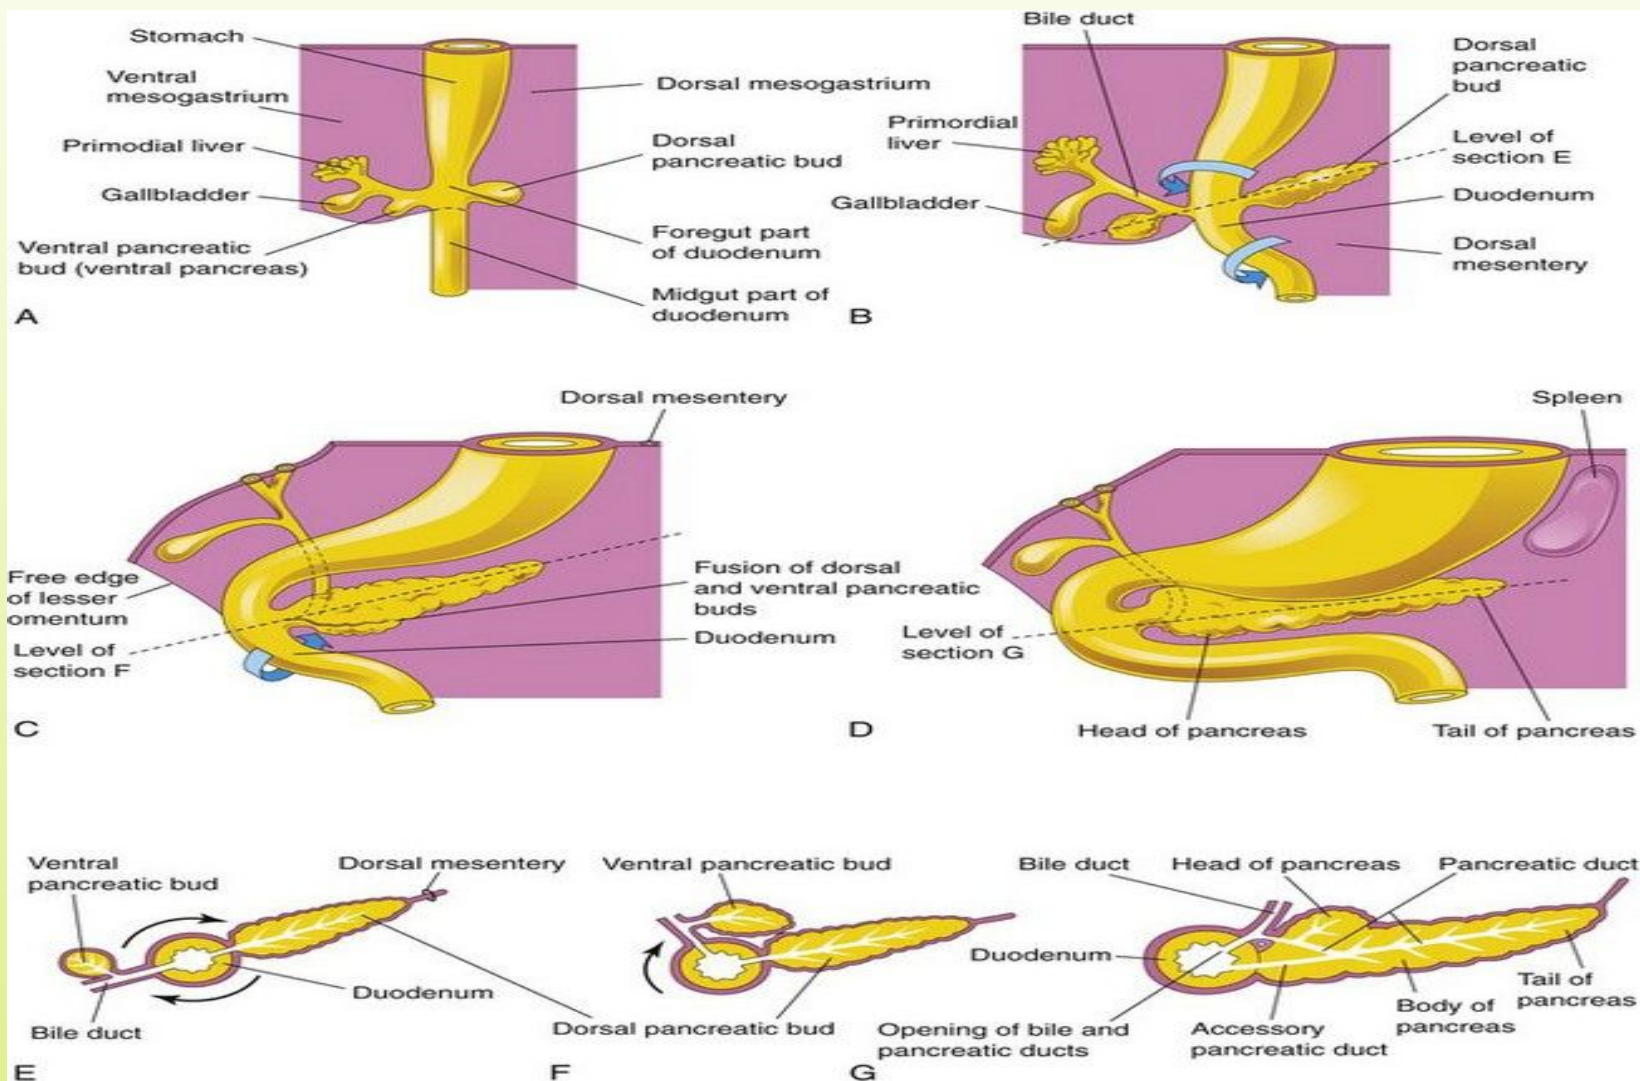 Stomach
Ventral
mesogastrium
Primodial liver
Gallbladder
Ventral pancreatic
bud (ventral pancreas)
Dorsal mesogastrium
Dorsal
pancreatic bud
Foregut part
of duodenum
Midgut part of
duodenum
A
Bile duct
Primordial
liver
Gallbladder
Dorsal
pancreatic
bud
Level of
section E
Duodenum
Dorsal
mesentery
B
Dorsal mesentery
Free edge
of lesser
omentum
Level of
section F
Fusion of dorsal
and ventral pancreatic
buds
Duodenum
C
Spleen
Level of
section G
Head of pancreas
Tail of pancreas
D
Ventral
pancreatic bud
Dorsal mesentery
Duodenum
Bile duct
E
Ventral pancreatic bud
Dorsal pancreatic bud
F
Bile duct
Head of pancreas
Pancreatic duct
Duodenum
Opening of bile and
pancreatic ducts
Accessory
pancreatic duct
Body of
pancreas
Tail of
pancreas
G